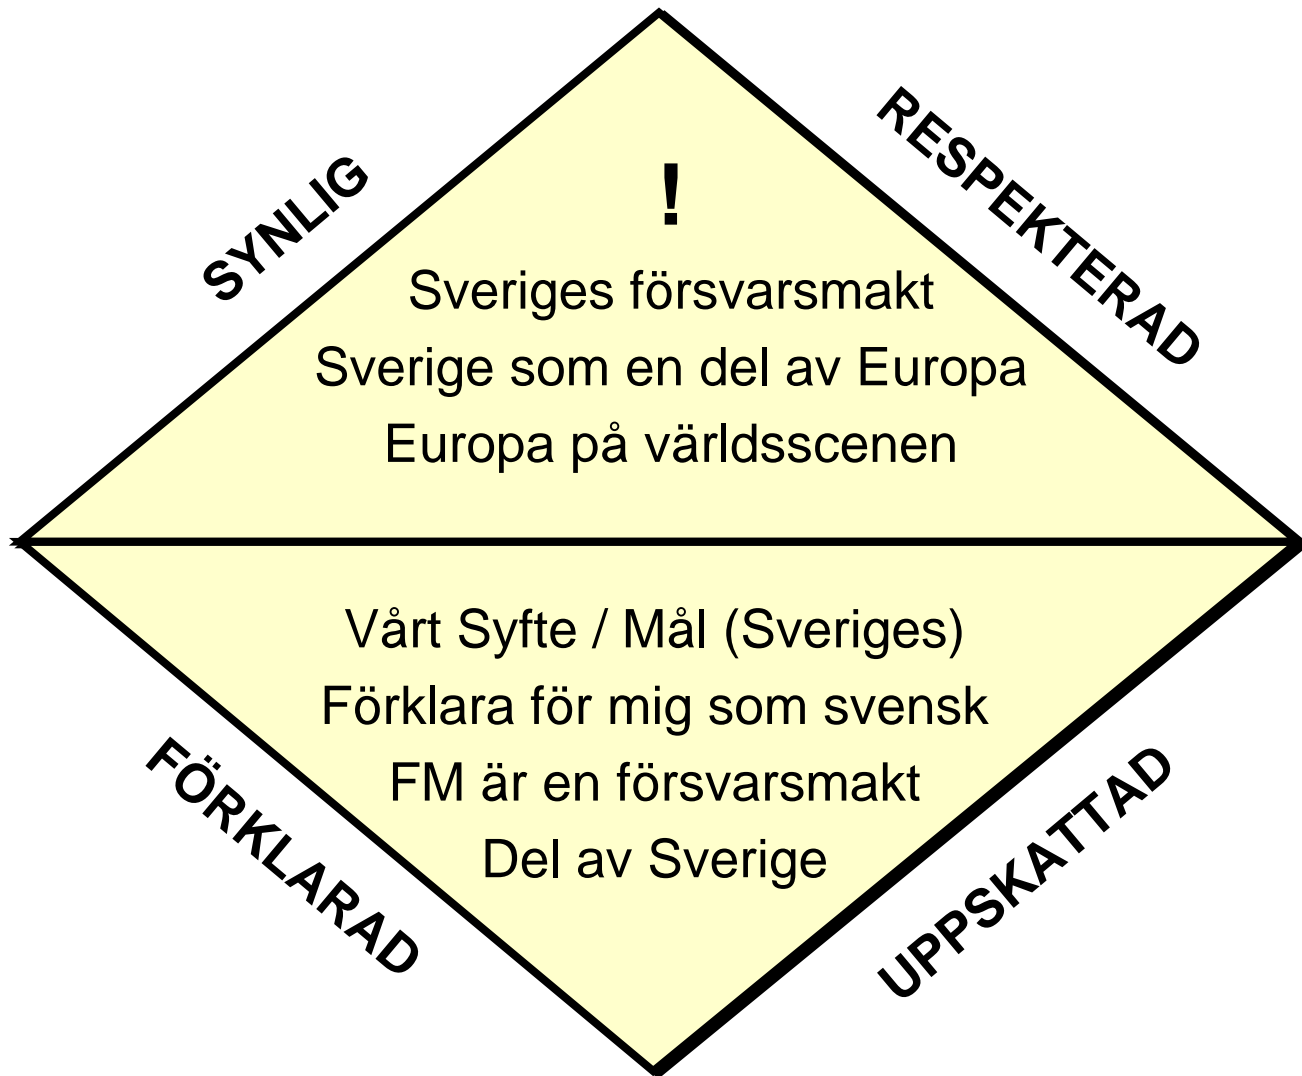 SYNLIG
RESPEKTERAD
!
Sveriges försvarsmakt
Sverige som en del av Europa
Europa på världsscenen
Vårt Syfte / Mål (Sveriges)
Förklara för mig som svensk
FM är en försvarsmakt
Del av Sverige
FÖRKLARAD
UPPSKATTAD